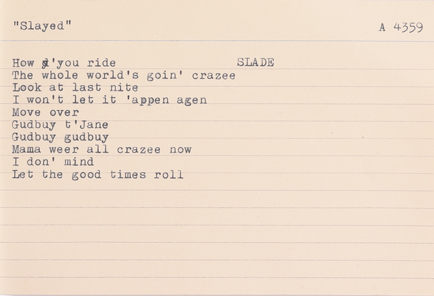 "Slayed" A 4359
How d'you ride SLADE
The whole world's goin' crazee
Look at last nite
I won't let it 'appen agen
Move over
Gudbuy t'Jane
Gudbuy gudbuy
Mama weer all crazee now
I don' mind
Let the good times roll